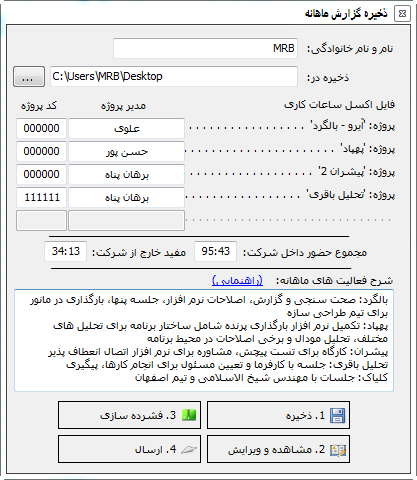 ذخیره گزارش ماهانه
نام و نام خانوادگی: MRB
ذخیره در: C:\Users\MRB\Desktop ...
فایل اکسل ساعات کاری مدیر پروژه کد پروژه
پروژه: 'آیرو - بالگرد' . . . . . . . . . . . . . . . . . علوی 000000
پروژه: 'پهپاد' . . . . . . . . . . . . . . . . . . . . . حسن پور 000000
پروژه: 'پیشران 2' . . . . . . . . . . . . . . . . . . . برهان پناه 000000
پروژه: 'تحلیل باقری' . . . . . . . . . . . . . . . . . برهان پناه 111111
مجموع حضور داخل شرکت: 95:43 مفید خارج از شرکت: 34:13
شرح فعالیت های ماهانه: (راهنمایی)
بالگرد: صحت سنجی و گزارش، اصلاحات نرم افزار، جلسه پنها، بارگذاری در مانور
برای تیم طراحی سازه
پهپاد: تکمیل نرم افزار بارگذاری پرنده شامل ساختار برنامه برای تحلیل های
مختلف، تحلیل مودال و برخی اصلاحات در محیط برنامه
پیشران: کارگاه برای تست پیچش، مشاوره برای نرم افزار اتصال انعطاف پذیر
تحلیل باقری: جلسه با کارفرما و تعیین مسئول برای انجام کارها، پیگیری
کلیاک: جلسات با مهندس شیخ الاسلامی و تیم اصفهان
1. ذخیره 3. فشرده سازی
2. مشاهده و ویرایش 4. ارسال